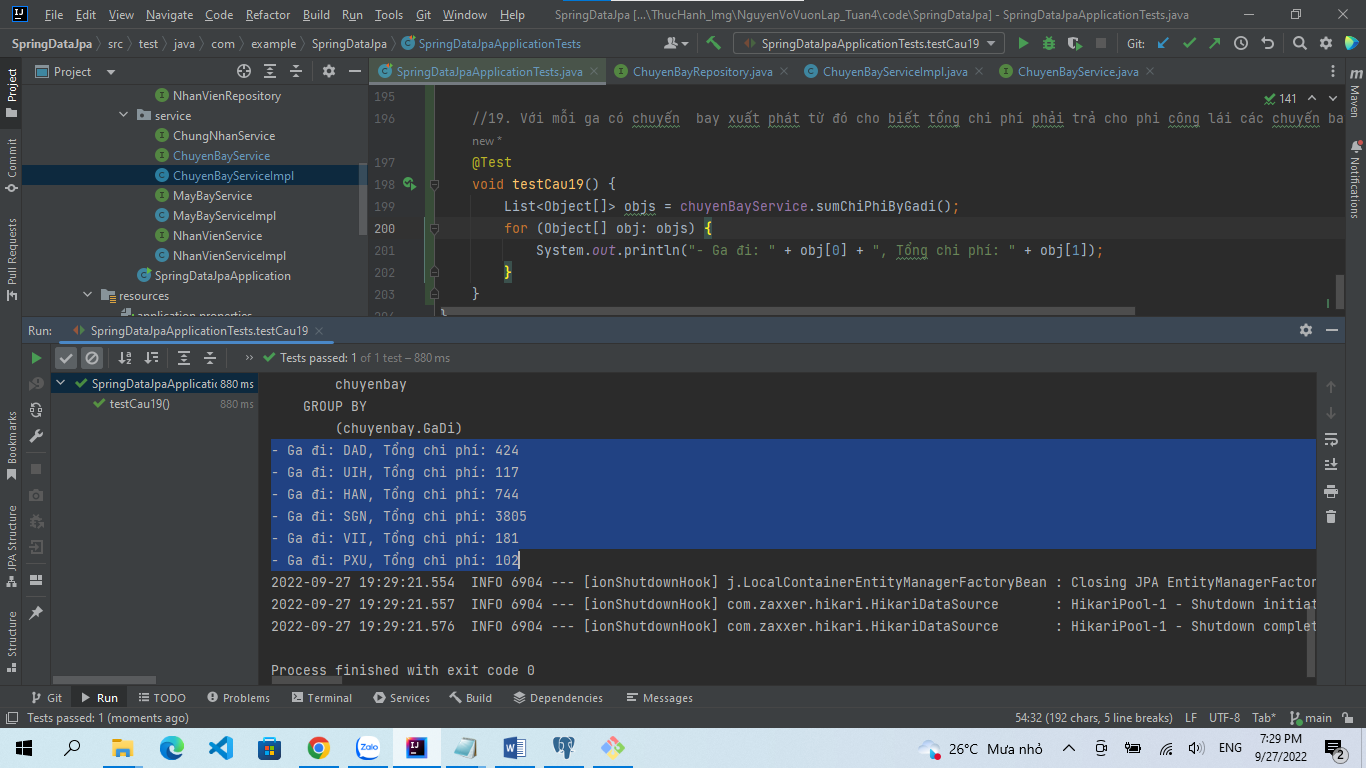 File Edit View Navigate Code Refactor Build Run Tools Git Window Help SpringDataJpa [...\ThucHanh_lmg\NguyenVoVuonLap_Tuan4\code\SpringDataJpa] - SpringDataJpaApplicationTests.java
SpringDataJpa src test java com example SpringDataJpa SpringDataJpaApplicationTests SpringDataJpaApplicationTests.testCau19 Git:
Project SpringDataJpaApplicationTests.java ChuyenBayRepository.java ChuyenBayServiceImpl.java ChuyenBayService.java
NhanVienRepository
service
ChungNhanService
ChuyenBayService
ChuyenBayServiceImpl
MayBayService
MayBayServiceImpl
NhanVienService
NhanVienServiceImpl
SpringDataJpaApplication
resources
application.properties
195 141
196 //19. Với mỗi ga có chuyến bay xuất phát từ đó cho biết tổng chi phí phải trả cho phi công lái các chuyến ba
new *
197 @Test
198 void testCau19() {
199 List<Object[]> objs = chuyenBayService.sumChiPhiByGadi();
200 for (Object[] obj: objs) {
201 System.out.println("- Ga đi: " + obj[0] + ", Tổng chi phí: " + obj[1]);
202 }
203 }
204 }
Run: SpringDataJpaApplicationTests.testCau19
Tests passed: 1 of 1 test – 880 ms
SpringDataJpaApplicatic 880 ms
testCau19() 880 ms
chuyenbay
GROUP BY
(chuyenbay.GaDi)
- Ga đi: DAD, Tổng chi phí: 424
- Ga đi: UIH, Tổng chi phí: 117
- Ga đi: HAN, Tổng chi phí: 744
- Ga đi: SGN, Tổng chi phí: 3805
- Ga đi: VII, Tổng chi phí: 181
- Ga đi: PXU, Tổng chi phí: 102
2022-09-27 19:29:21.554 INFO 6904 --- [ionShutdownHook] j.LocalContainerEntityManagerFactoryBean : Closing JPA EntityManagerFactor
2022-09-27 19:29:21.557 INFO 6904 --- [ionShutdownHook] com.zaxxer.hikari.HikariDataSource : HikariPool-1 - Shutdown initiat
2022-09-27 19:29:21.576 INFO 6904 --- [ionShutdownHook] com.zaxxer.hikari.HikariDataSource : HikariPool-1 - Shutdown complet
Process finished with exit code 0
Project
Commit
Pull Requests
Bookmarks
JPA Structure
Structure
Maven
Notifications
Git Run TODO Problems Terminal Services Build Dependencies Messages
Tests passed: 1 (moments ago) 54:32 (192 chars, 5 line breaks) LF UTF-8 Tab* main
Zalo 26°C Mưa nhỏ ENG 7:29 PM
9/27/2022 2